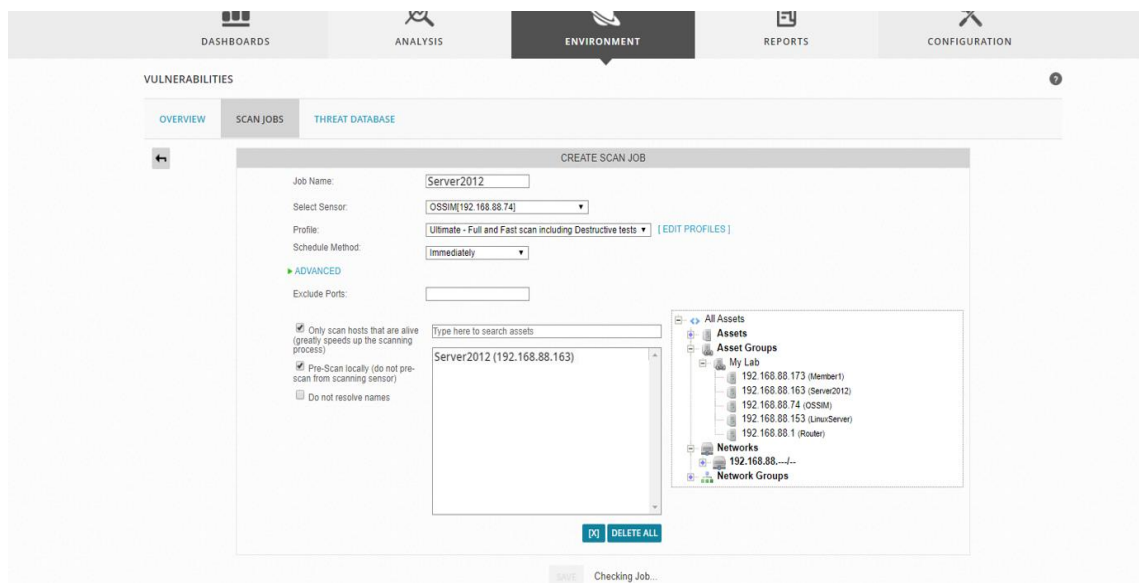 DASHBOARDS ANALYSIS ENVIRONMENT REPORTS CONFIGURATION
VULNERABILITIES ?
OVERVIEW SCAN JOBS THREAT DATABASE
CREATE SCAN JOB
Job Name: Server2012
Select Sensor: OSSIM[192.168.88.74]
Profile: Ultimate - Full and Fast scan including Destructive tests [ EDIT PROFILES ]
Schedule Method: Immediately
ADVANCED
Exclude Ports:
Only scan hosts that are alive
(greatly speeds up the scanning
process)
Pre-Scan locally (do not pre-
scan from scanning sensor)
Do not resolve names
Type here to search assets
Server2012 (192.168.88.163)
[X] DELETE ALL
All Assets
Assets
Asset Groups
My Lab
192.168.88.173 (Member1)
192.168.88.163 (Server2012)
192.168.88.74 (OSSIM)
192.168.88.153 (LinuxServer)
192.168.88.1 (Router)
Networks
192.168.88.---/--
Network Groups
SAVE Checking Job...